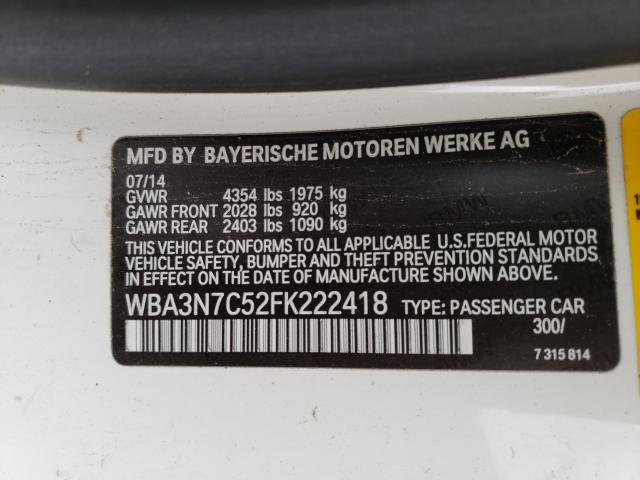 MFD BY BAYERISCHE MOTOREN WERKE AG
07/14
GVWR 4354 lbs 1975 kg
GAWR FRONT 2028 lbs 920 kg
GAWR REAR 2403 lbs 1090 kg
THIS VEHICLE CONFORMS TO ALL APPLICABLE U.S.FEDERAL MOTOR
VEHICLE SAFETY, BUMPER AND THEFT PREVENTION STANDARDS
IN EFFECT ON THE DATE OF MANUFACTURE SHOWN ABOVE.
WBA3N7C52FK222418 TYPE: PASSENGER CAR
300/
7 315 814